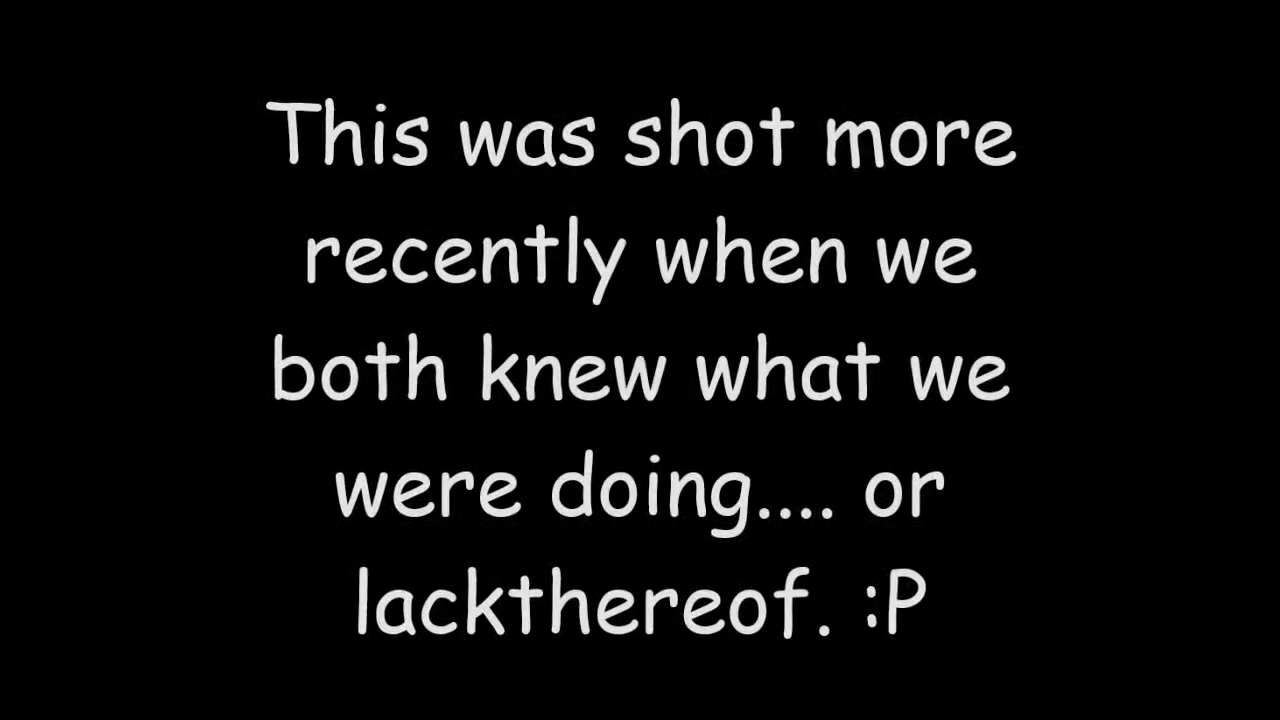 This was shot more
recently when we
both knew what we
were doing.... or
lackthereof. :P